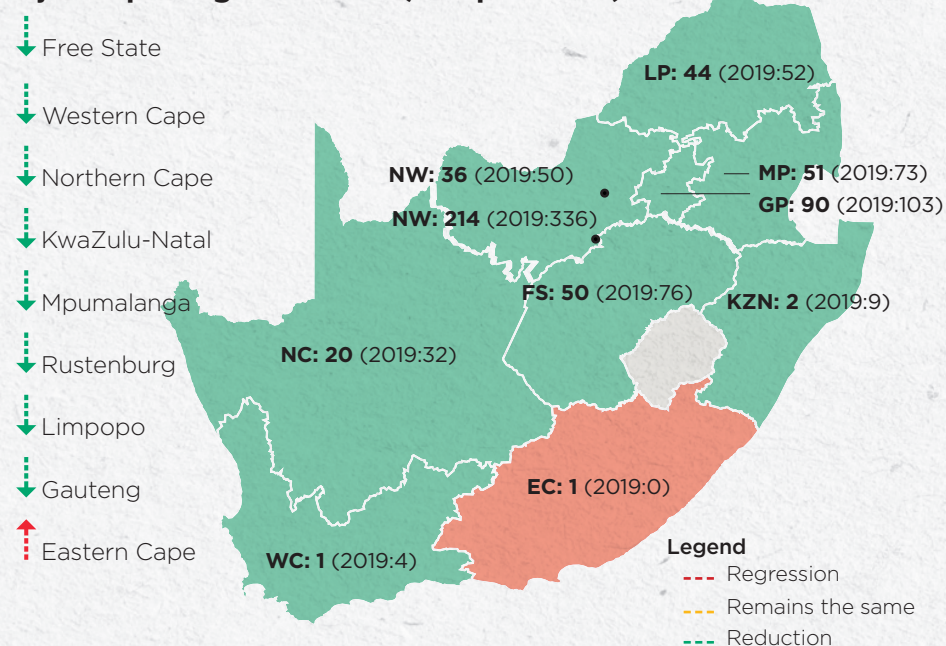 Free State
Western Cape
Northern Cape
KwaZulu-Natal
Mpumalanga
Rustenburg
Limpopo
Gauteng
Eastern Cape
LP: 44 (2019:52)
NW: 36 (2019:50)
MP: 51 (2019:73)
GP: 90 (2019:103)
NW: 214 (2019:336)
FS: 50 (2019:76)
KZN: 2 (2019:9)
NC: 20 (2019:32)
EC: 1 (2019:0)
WC: 1 (2019:4)
Legend
Regression
Remains the same
Reduction